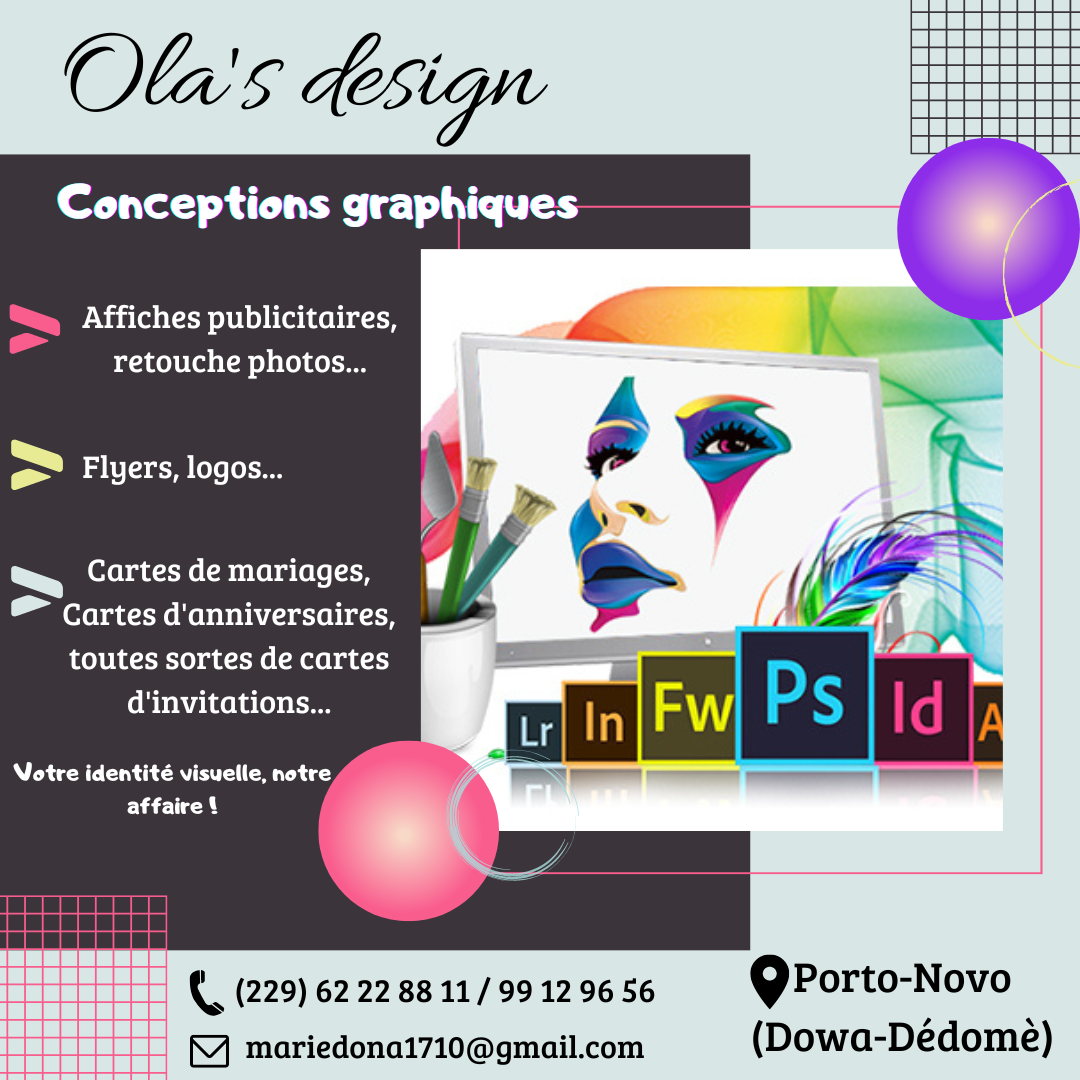 Ola's design
Conceptions graphiques
Affiches publicitaires,
retouche photos...
Flyers, logos...
Cartes de mariages,
Cartes d'anniversaires,
toutes sortes de cartes
d'invitations...
Votre identité visuelle, notre
affaire !
Lr In Fw Ps Id A
(229) 62 22 88 11 / 99 12 96 56
mariedona1710@gmail.com
Porto-Novo
(Dowa-Dédomè)